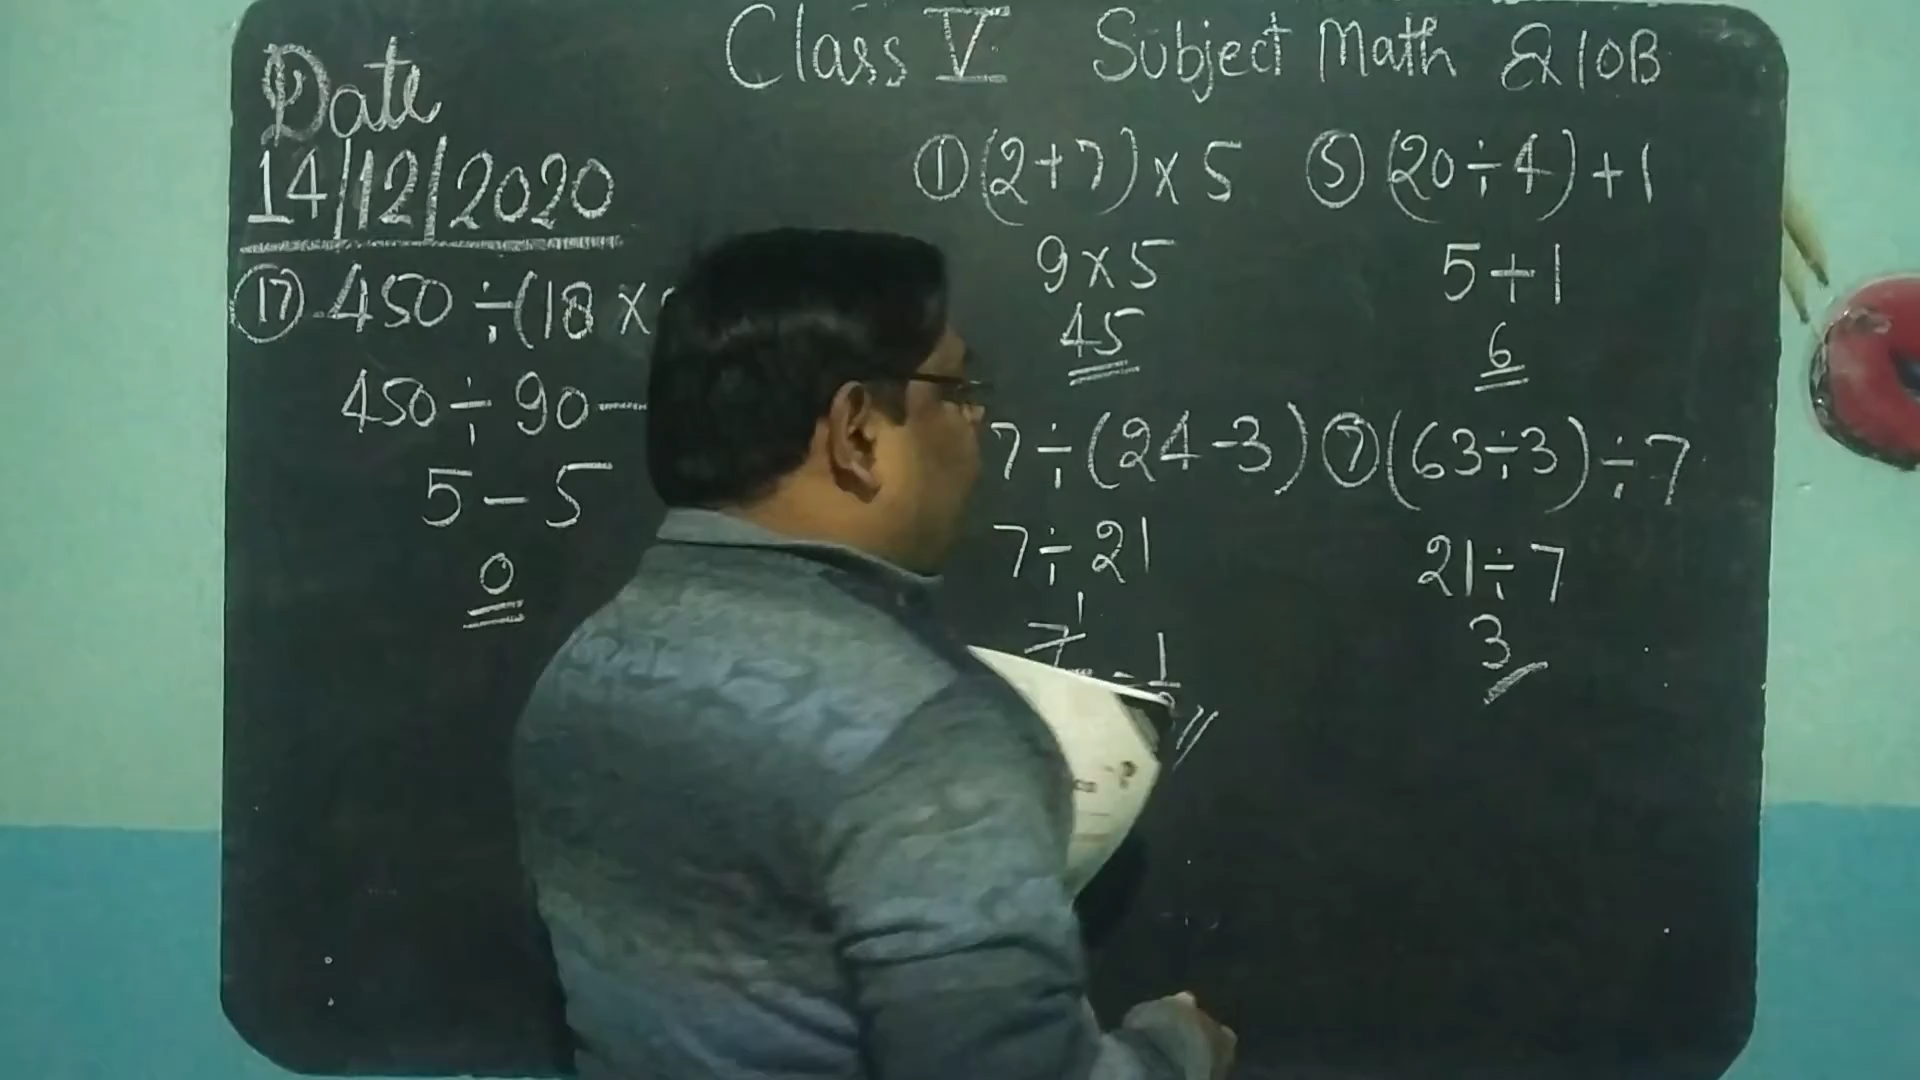 Class V Subject Math Q 10B
Date
14/12/2020
⑰ 450 ÷ (18 ×
450 ÷ 90 -
5 - 5
0
① (2+7) × 5
9 × 5
45
7 ÷ (24 - 3)
7 ÷ 21
⑤ (20 ÷ 4) + 1
5 + 1
6
⑦ (63 ÷ 3) ÷ 7
21 ÷ 7
3